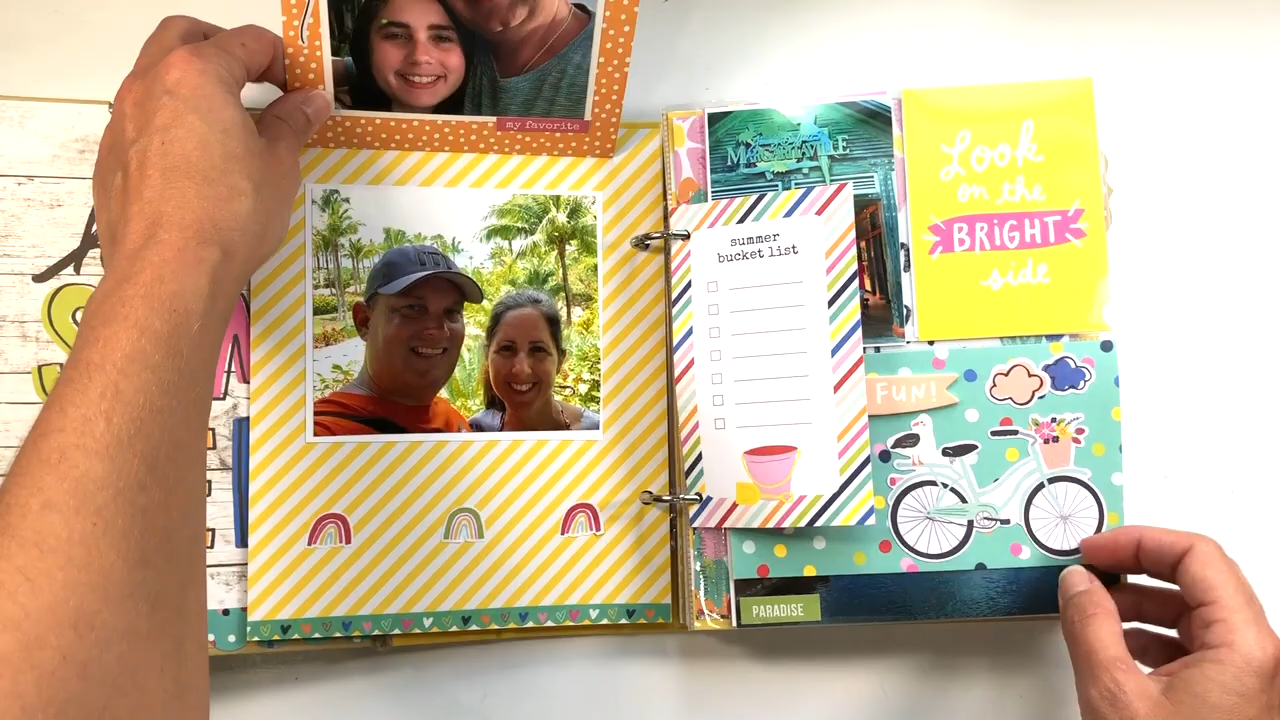 my favorite
MARGARITAVILLE
Look
on the
BRIGHT
side
summer
bucket list
FUN!
PARADISE